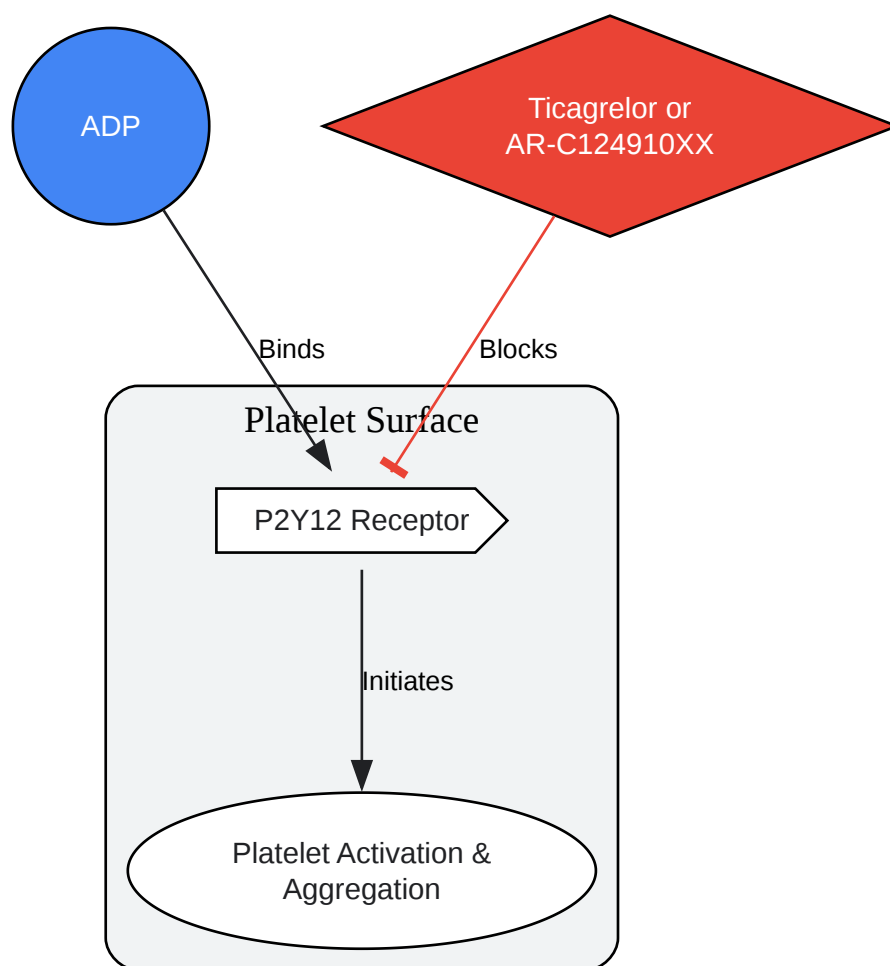 ADP
Ticagrelor or
AR-C124910XX
Binds
Blocks
Platelet Surface
P2Y12 Receptor
Initiates
Platelet Activation &
Aggregation